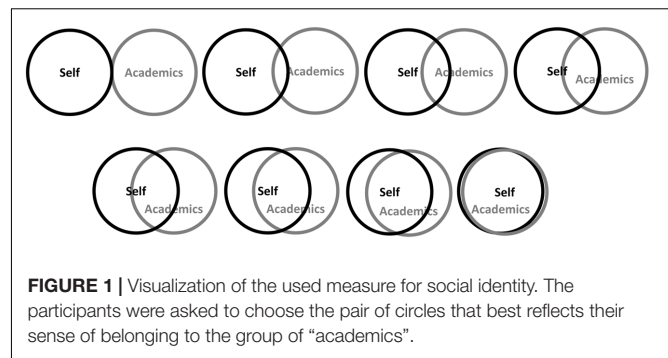 Self Academics Self Academics Self Academics Self Academics
Self Academics Self Academics Self Academics Self Academics
FIGURE 1 | Visualization of the used measure for social identity. The
participants were asked to choose the pair of circles that best reflects their
sense of belonging to the group of “academics”.